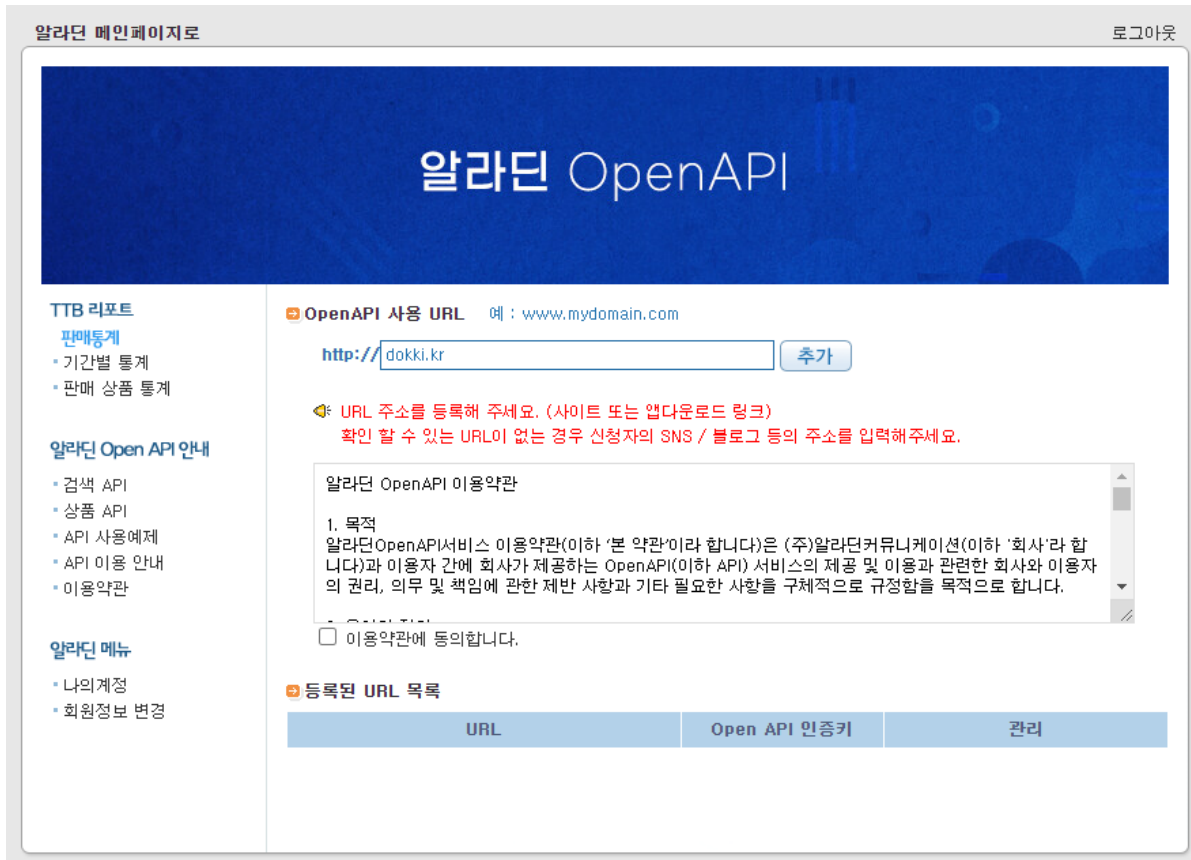 알라딘 메인페이지로
로그아웃
알라딘 OpenAPI
TTB 리포트
판매통계
기간별 통계
판매 상품 통계
알라딘 Open API 안내
검색 API
상품 API
API 사용예제
API 이용 안내
이용약관
알라딘 메뉴
나의계정
회원정보 변경
OpenAPI 사용 URL 예 : www.mydomain.com
http:// dokki.kr 추가
URL 주소를 등록해 주세요. (사이트 또는 앱다운로드 링크)
확인 할 수 있는 URL이 없는 경우 신청자의 SNS / 블로그 등의 주소를 입력해주세요.
알라딘 OpenAPI 이용약관
1. 목적
알라딘OpenAPI서비스 이용약관(이하 ‘본 약관’이라 합니다)은 (주)알라딘커뮤니케이션(이하 '회사'라 합
니다)과 이용자 간에 회사가 제공하는 OpenAPI(이하 API) 서비스의 제공 및 이용과 관련한 회사와 이용자
의 권리, 의무 및 책임에 관한 제반 사항과 기타 필요한 사항을 구체적으로 규정함을 목적으로 합니다.
이용약관에 동의합니다.
등록된 URL 목록
URL Open API 인증키 관리